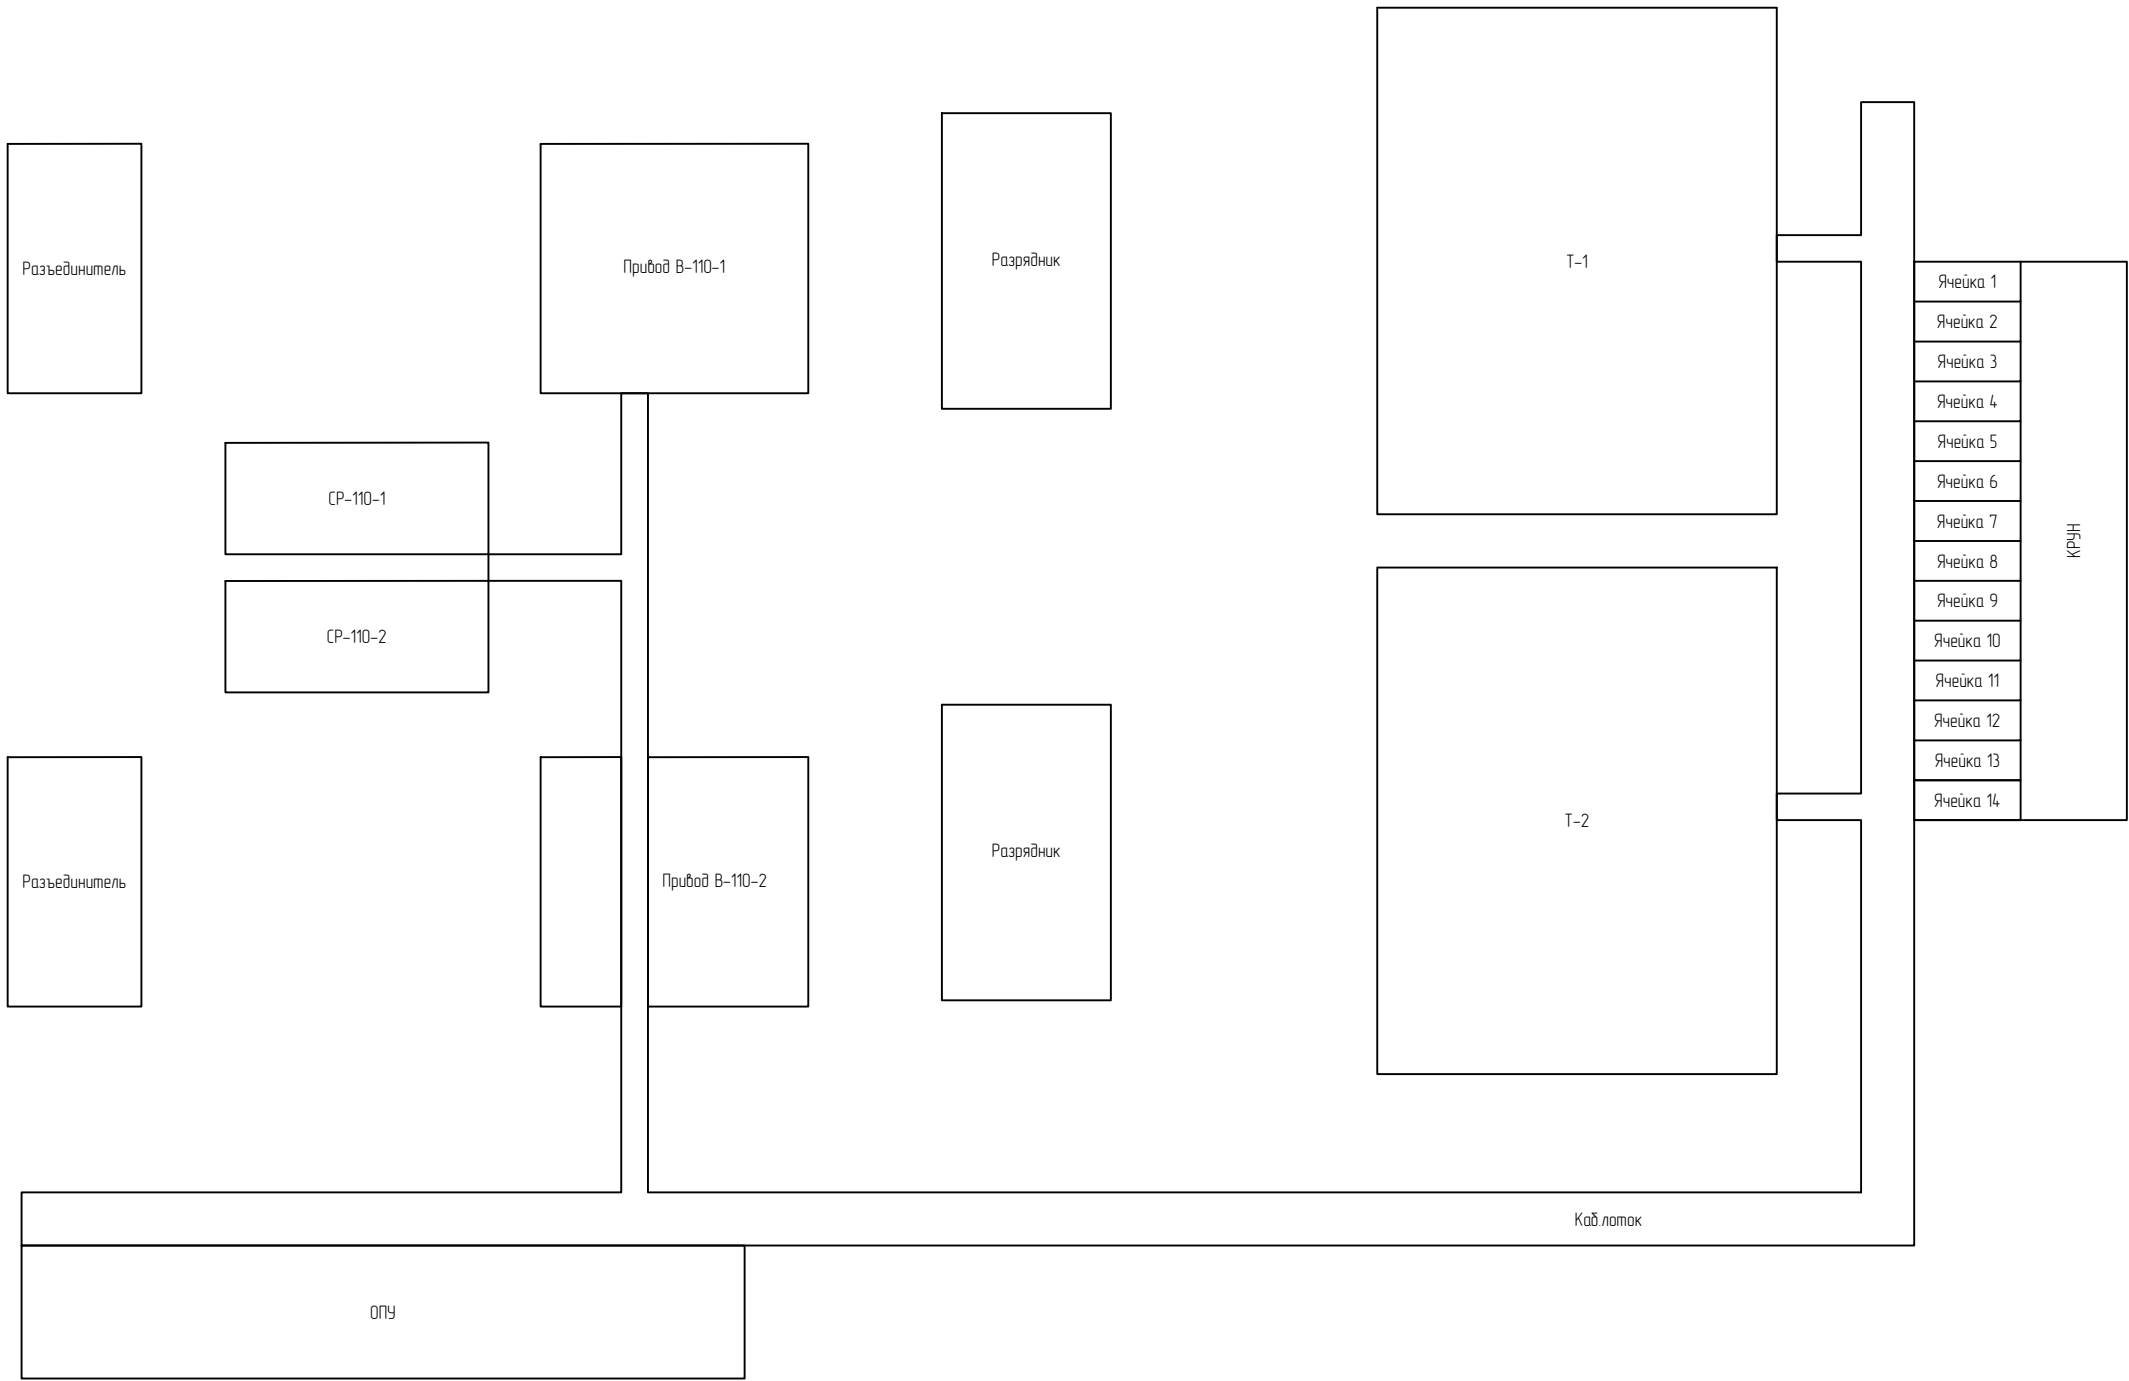 Разъединитель
Привод В-110-1
Разрядник
Т-1
Ячейка 1
Ячейка 2
Ячейка 3
Ячейка 4
Ячейка 5
Ячейка 6
Ячейка 7
Ячейка 8
Ячейка 9
Ячейка 10
Ячейка 11
Ячейка 12
Ячейка 13
Ячейка 14
КРУН
СР-110-1
СР-110-2
Разъединитель
Привод В-110-2
Разрядник
Т-2
Каб.лоток
ОПУ